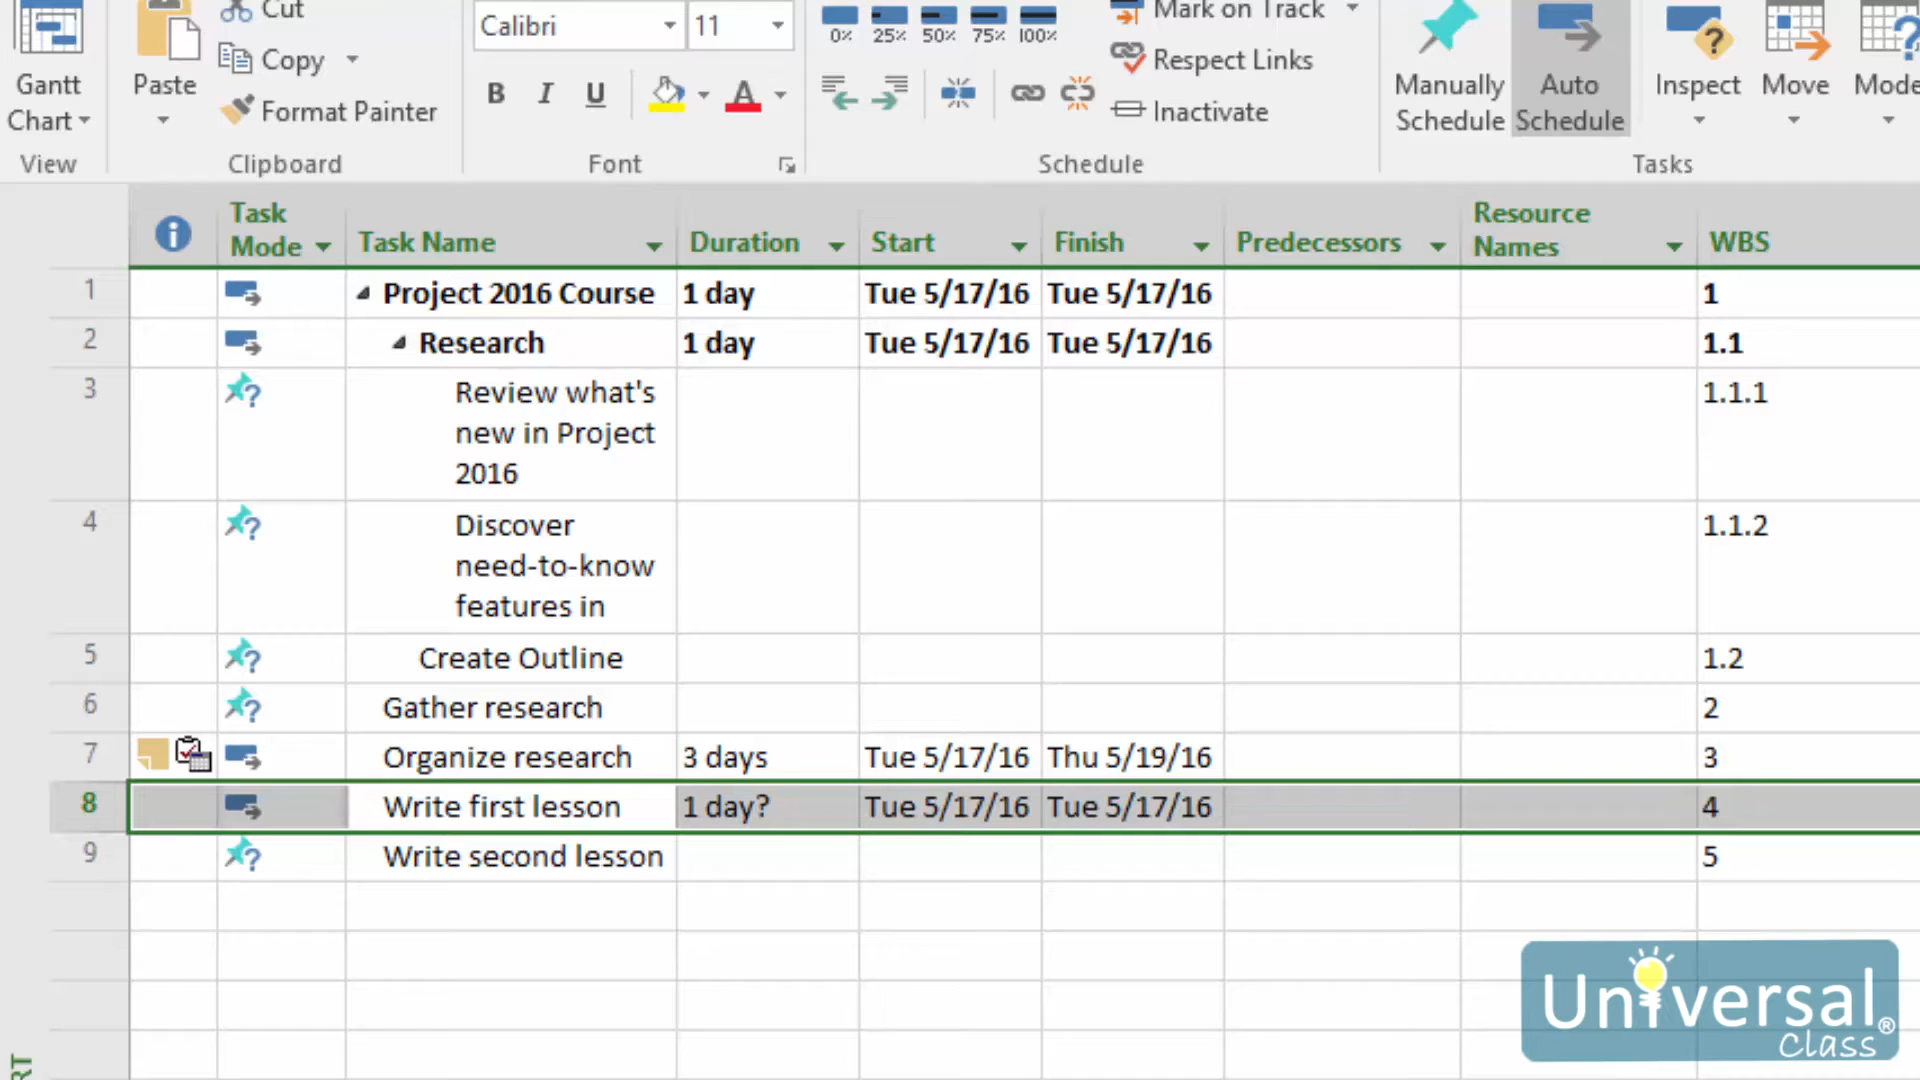 Cut
Calibri 11
0% 25% 50% 75% 100%
Mark on Track
Gantt Chart
Paste
Copy
Respect Links
Manually Schedule
Auto Schedule
Inspect
Move
Mode
Format Painter
B I U A
Inactivate
View
Clipboard
Font
Schedule
Tasks
Task Mode Task Name Duration Start Finish Predecessors Resource Names WBS
1 Project 2016 Course 1 day Tue 5/17/16 Tue 5/17/16 1
2 Research 1 day Tue 5/17/16 Tue 5/17/16 1.1
3 Review what's 1.1.1
new in Project
2016
4 Discover 1.1.2
need-to-know
features in
5 Create Outline 1.2
6 Gather research 2
7 Organize research 3 days Tue 5/17/16 Thu 5/19/16 3
8 Write first lesson 1 day? Tue 5/17/16 Tue 5/17/16 4
9 Write second lesson 5
Universal®
Class
RT